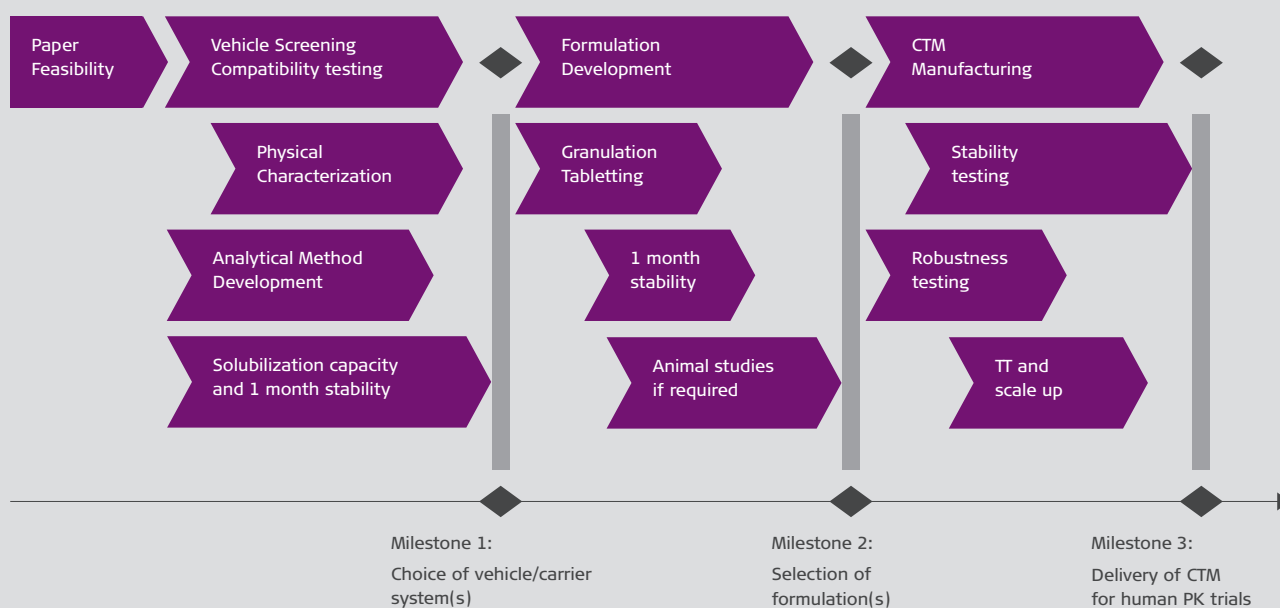 Paper
Feasibility
Vehicle Screening
Compatibility testing
Formulation
Development
CTM
Manufacturing
Physical
Characterization
Granulation
Tabletting
Stability
testing
Analytical Method
Development
1 month
stability
Robustness
testing
Solubilization capacity
and 1 month stability
Animal studies
if required
TT and
scale up
Milestone 1:
Choice of vehicle/carrier
system(s)
Milestone 2:
Selection of
formulation(s)
Milestone 3:
Delivery of CTM
for human PK trials